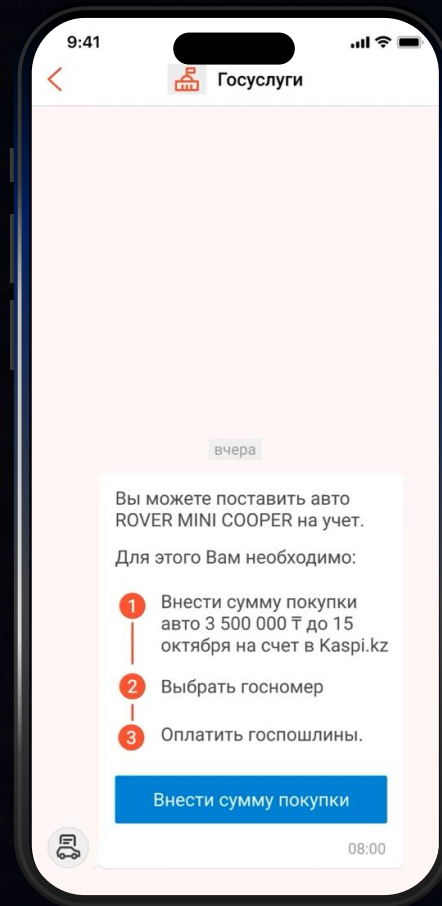 9:41
Госуслуги
вчера
Вы можете поставить авто
ROVER MINI COOPER на учет.
Для этого Вам необходимо:
1 Внести сумму покупки
авто 3 500 000 ₸ до 15
октября на счет в Kaspi.kz
2 Выбрать госномер
3 Оплатить госпошлины.
Внести сумму покупки
08:00